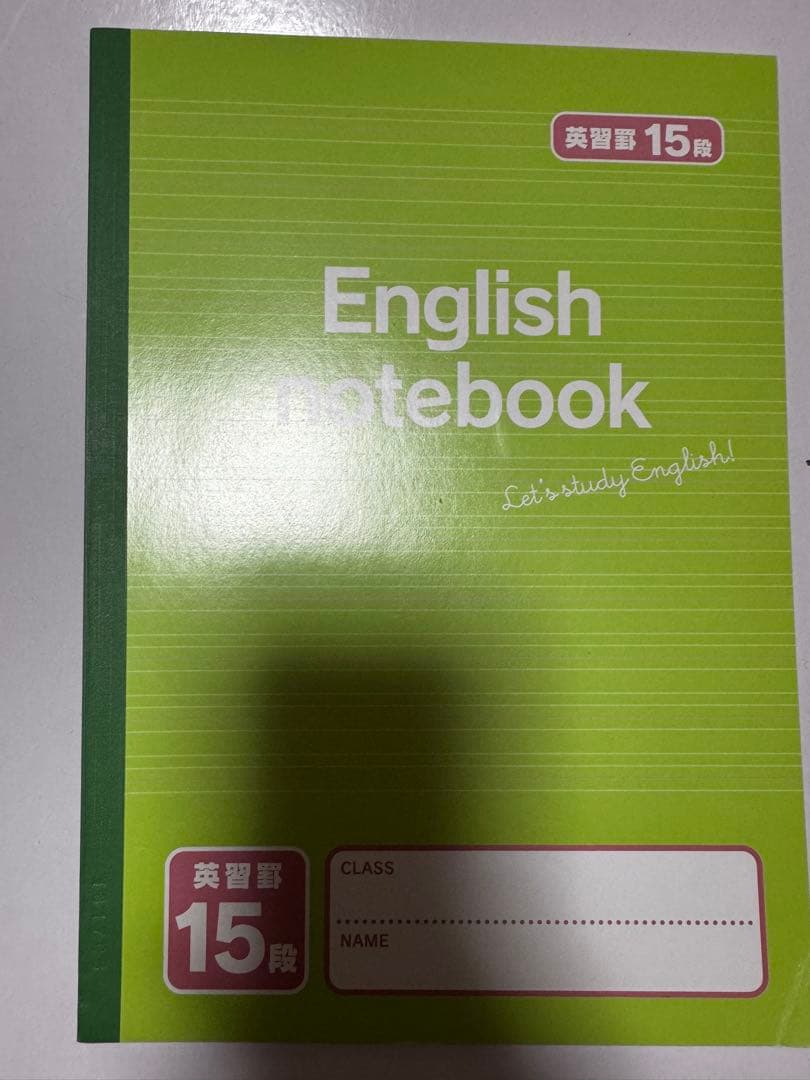 英習罫 15段
English
notebook
Let's study English!
英習罫
15段
CLASS
NAME